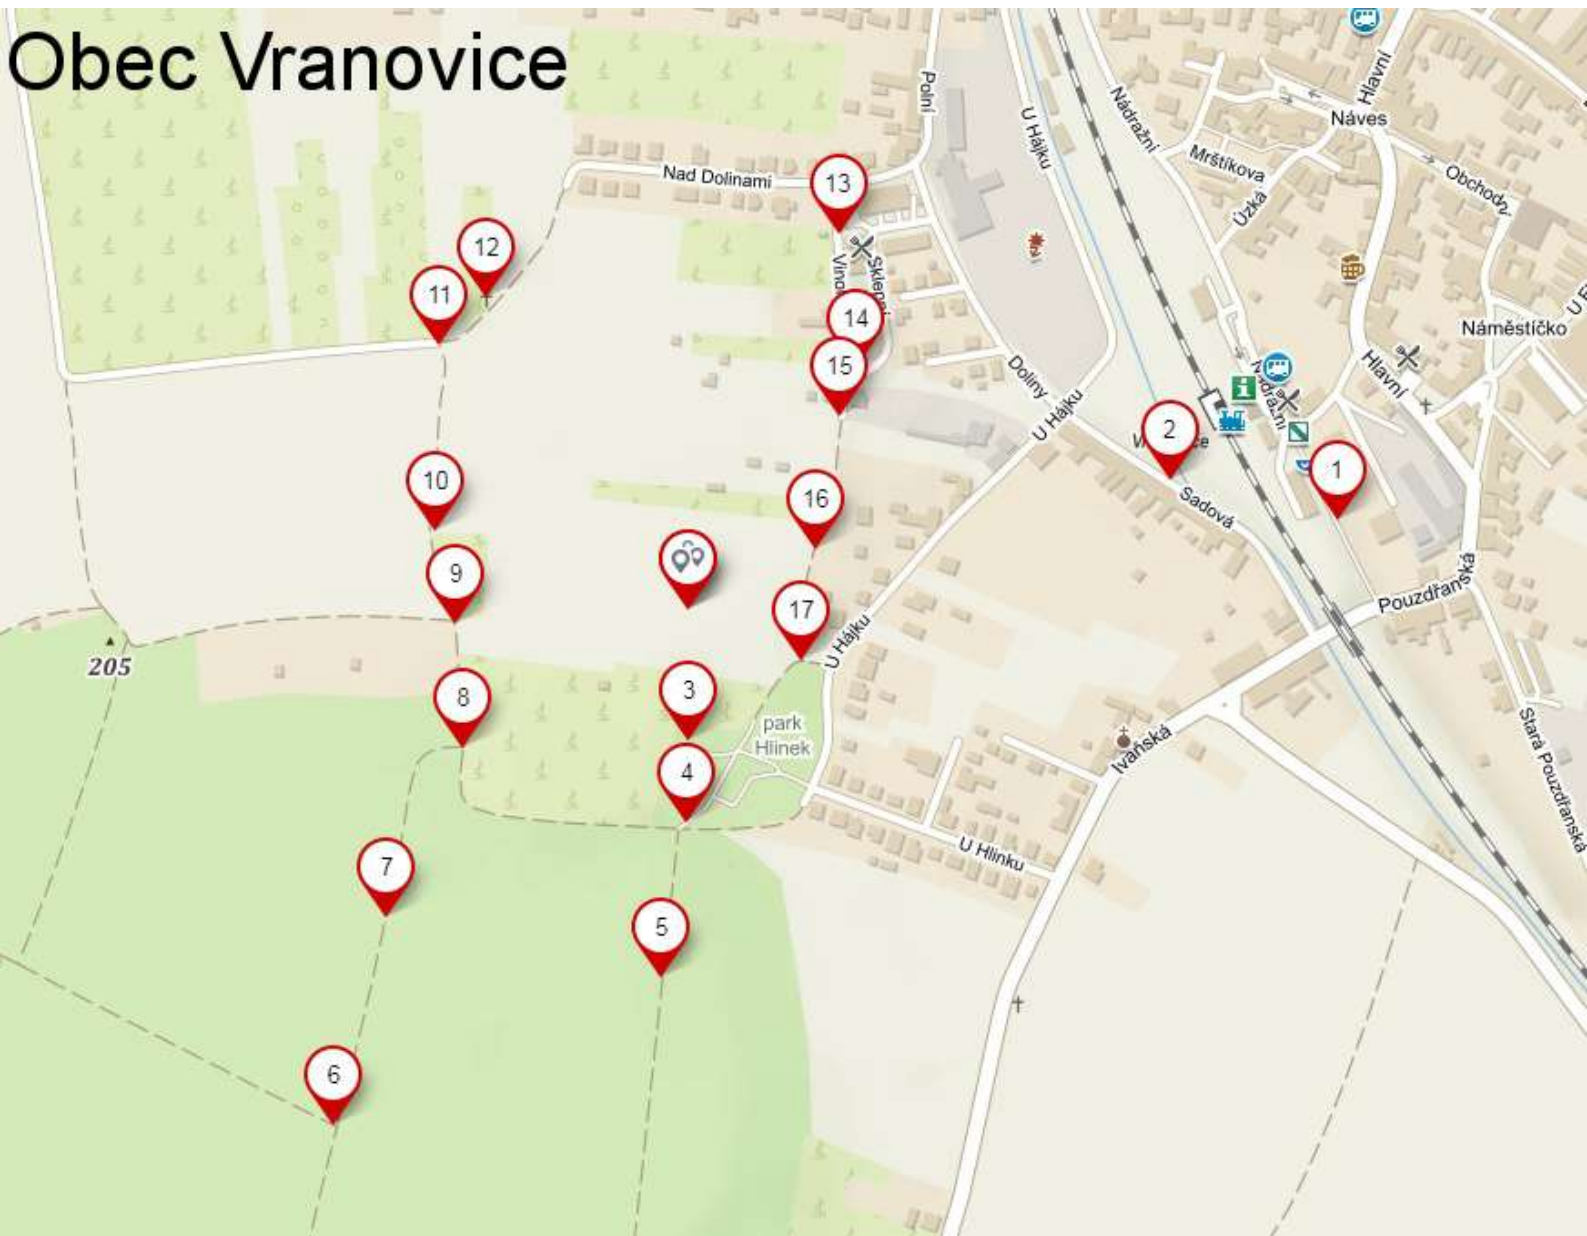 Obec Vranovice
Polní
U Hájku
Nádražní
Hlavní
Náves
Mrštíkova
Úzká
Obchodní
Nad Dolinami
13
12
11
Sklepní
14
15
Doliny
U Hájku
Náměstíčko
Hlavní
Nádražní
2
Sadová
1
10
16
9
17
Pouzdřanská
U Hájku
205
8
3
park
Hlinek
4
Ivaňská
Stará Pouzdřanská
7
U Hlinku
5
6